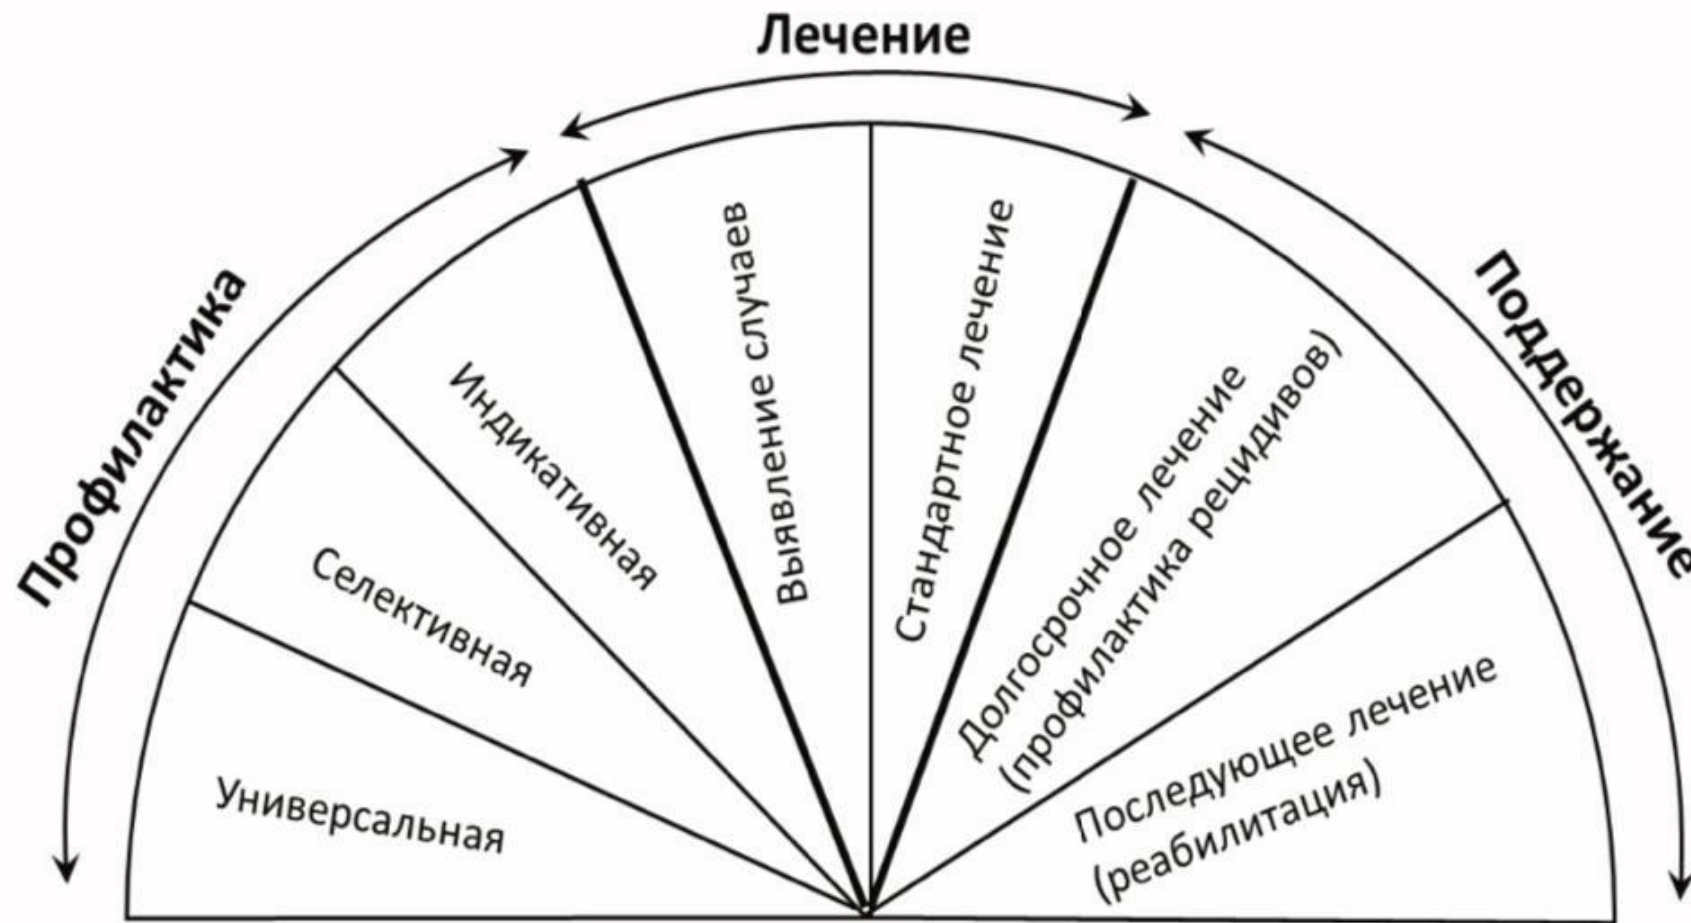 Лечение
Профилактика
Поддержание
Универсальная
Селективная
Индикативная
Выявление случаев
Стандартное лечение
Долгосрочное лечение
(профилактика рецидивов)
Последующее лечение
(реабилитация)